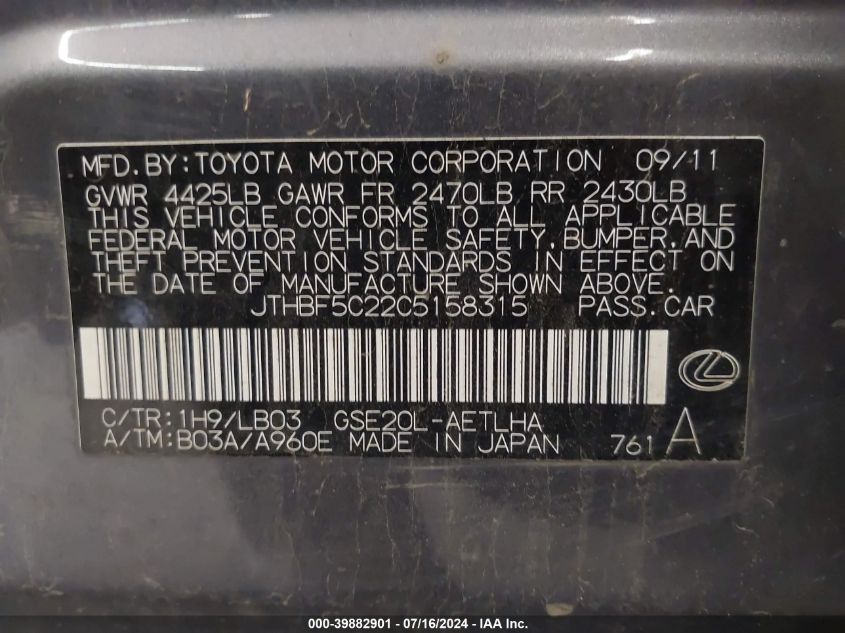 MFD.BY:TOYOTA MOTOR CORPORATION 09/11
GVWR 4425LB GAWR FR 2470LB RR 2430LB
THIS VEHICLE CONFORMS TO ALL APPLICABLE
FEDERAL MOTOR VEHICLE SAFETY,BUMPER,AND
THEFT PREVENTION STANDARDS IN EFFECT ON
THE DATE OF MANUFACTURE SHOWN ABOVE.
JTHBF5C22C5158315 PASS.CAR
C/TR:1H9/LB03 GSE20L-AETLHA
A/TM:B03A/A960E MADE IN JAPAN 761 A
000-39882901 - 07/16/2024 - IAA Inc.